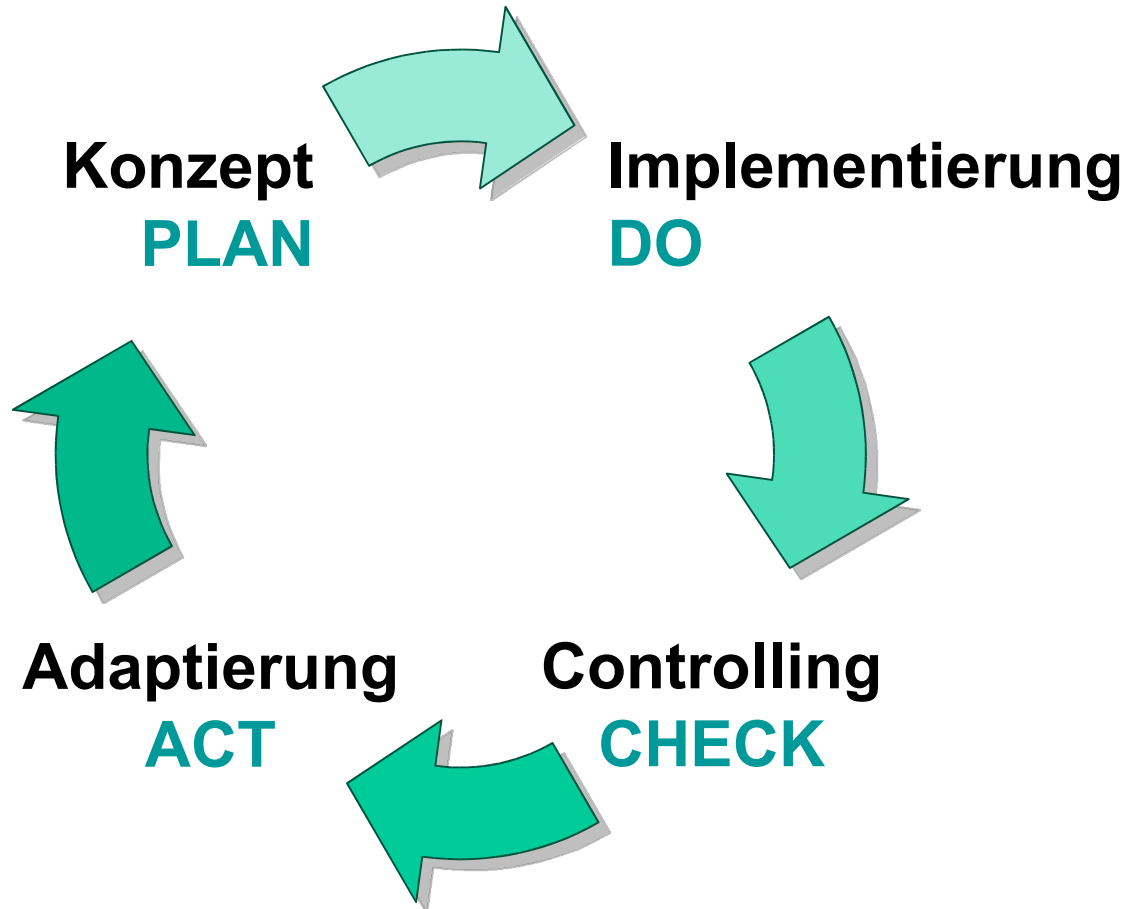 Konzept
PLAN
Implementierung
DO
Controlling
CHECK
Adaptierung
ACT